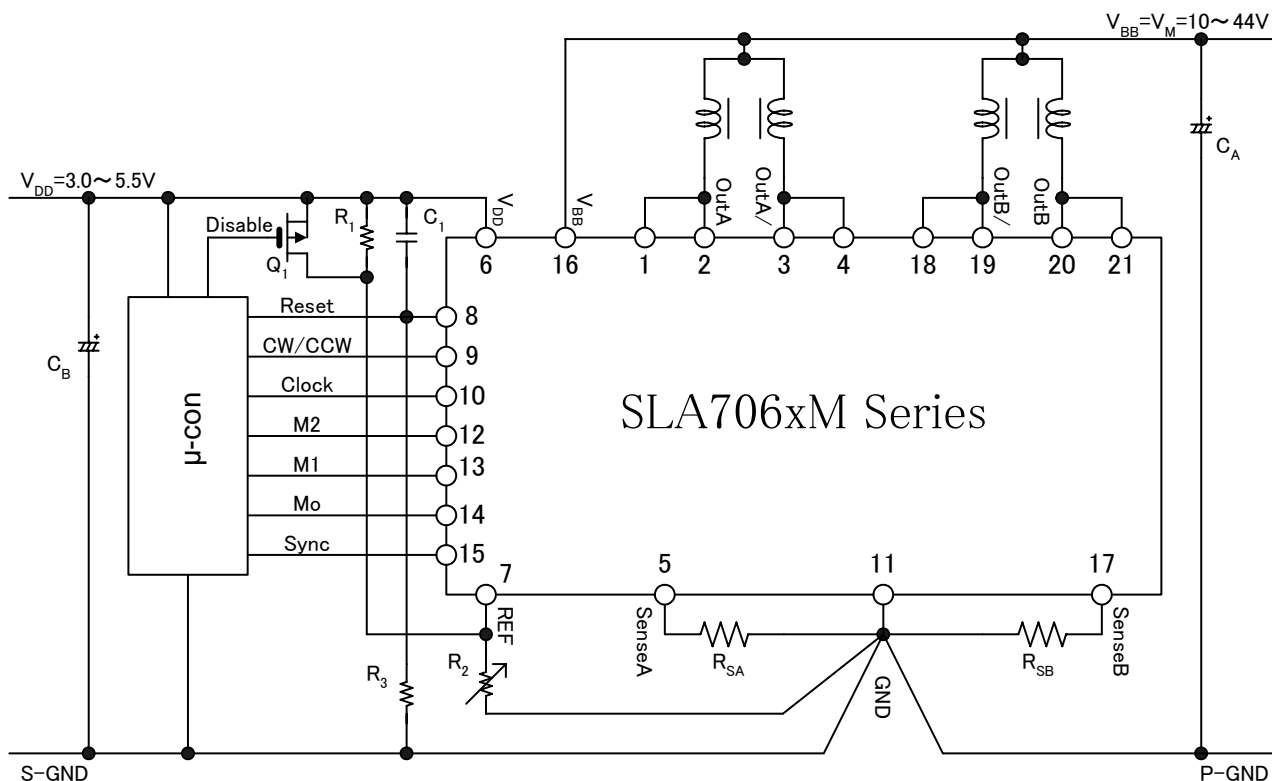 V_BB=V_M=10～44V
C_A
V_DD=3.0～5.5V
Disable
Q_1
R_1
C_1
V_DD
V_BB
OutA
OutA/
OutB/
OutB
6
16
1
2
3
4
18
19
20
21
Reset
8
CW/CCW
9
Clock
10
M2
12
M1
13
Mo
14
Sync
15
C_B
μ-con
SLA706xM Series
7
5
11
17
REF
SenseA
R_SA
R_SB
SenseB
R_3
R_2
GND
S-GND
P-GND